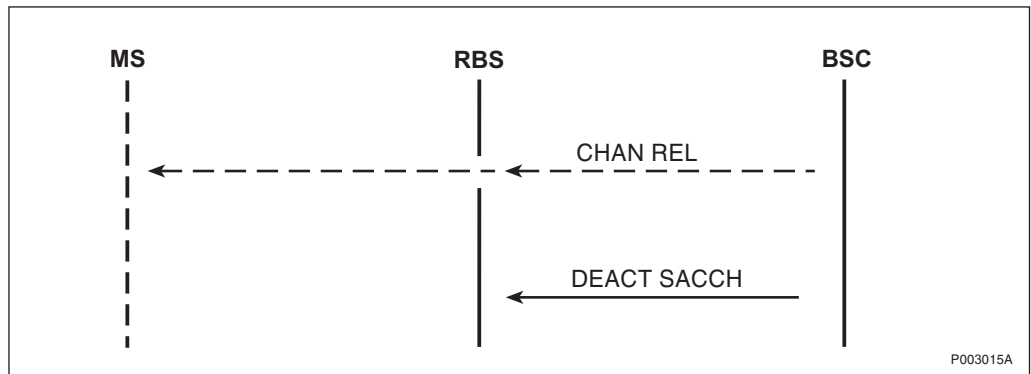 MS RBS BSC
CHAN REL
DEACT SACCH
P003015A